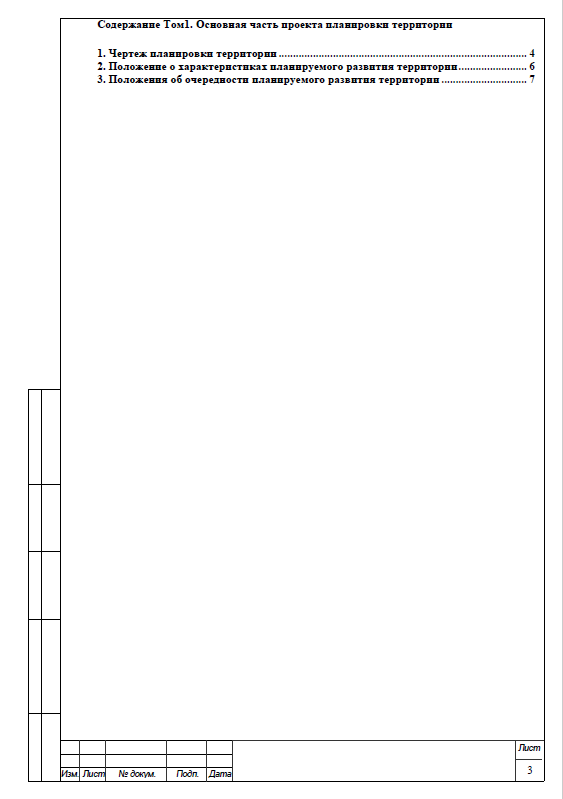 Содержание Том1. Основная часть проекта планировки территории
1. Чертеж планировки территории ........................................................................ 4
2. Положение о характеристиках планируемого развития территории ........................ 6
3. Положения об очередности планируемого развития территории ............................. 7
Лист
Изм. Лист № докум. Подп. Дата
3